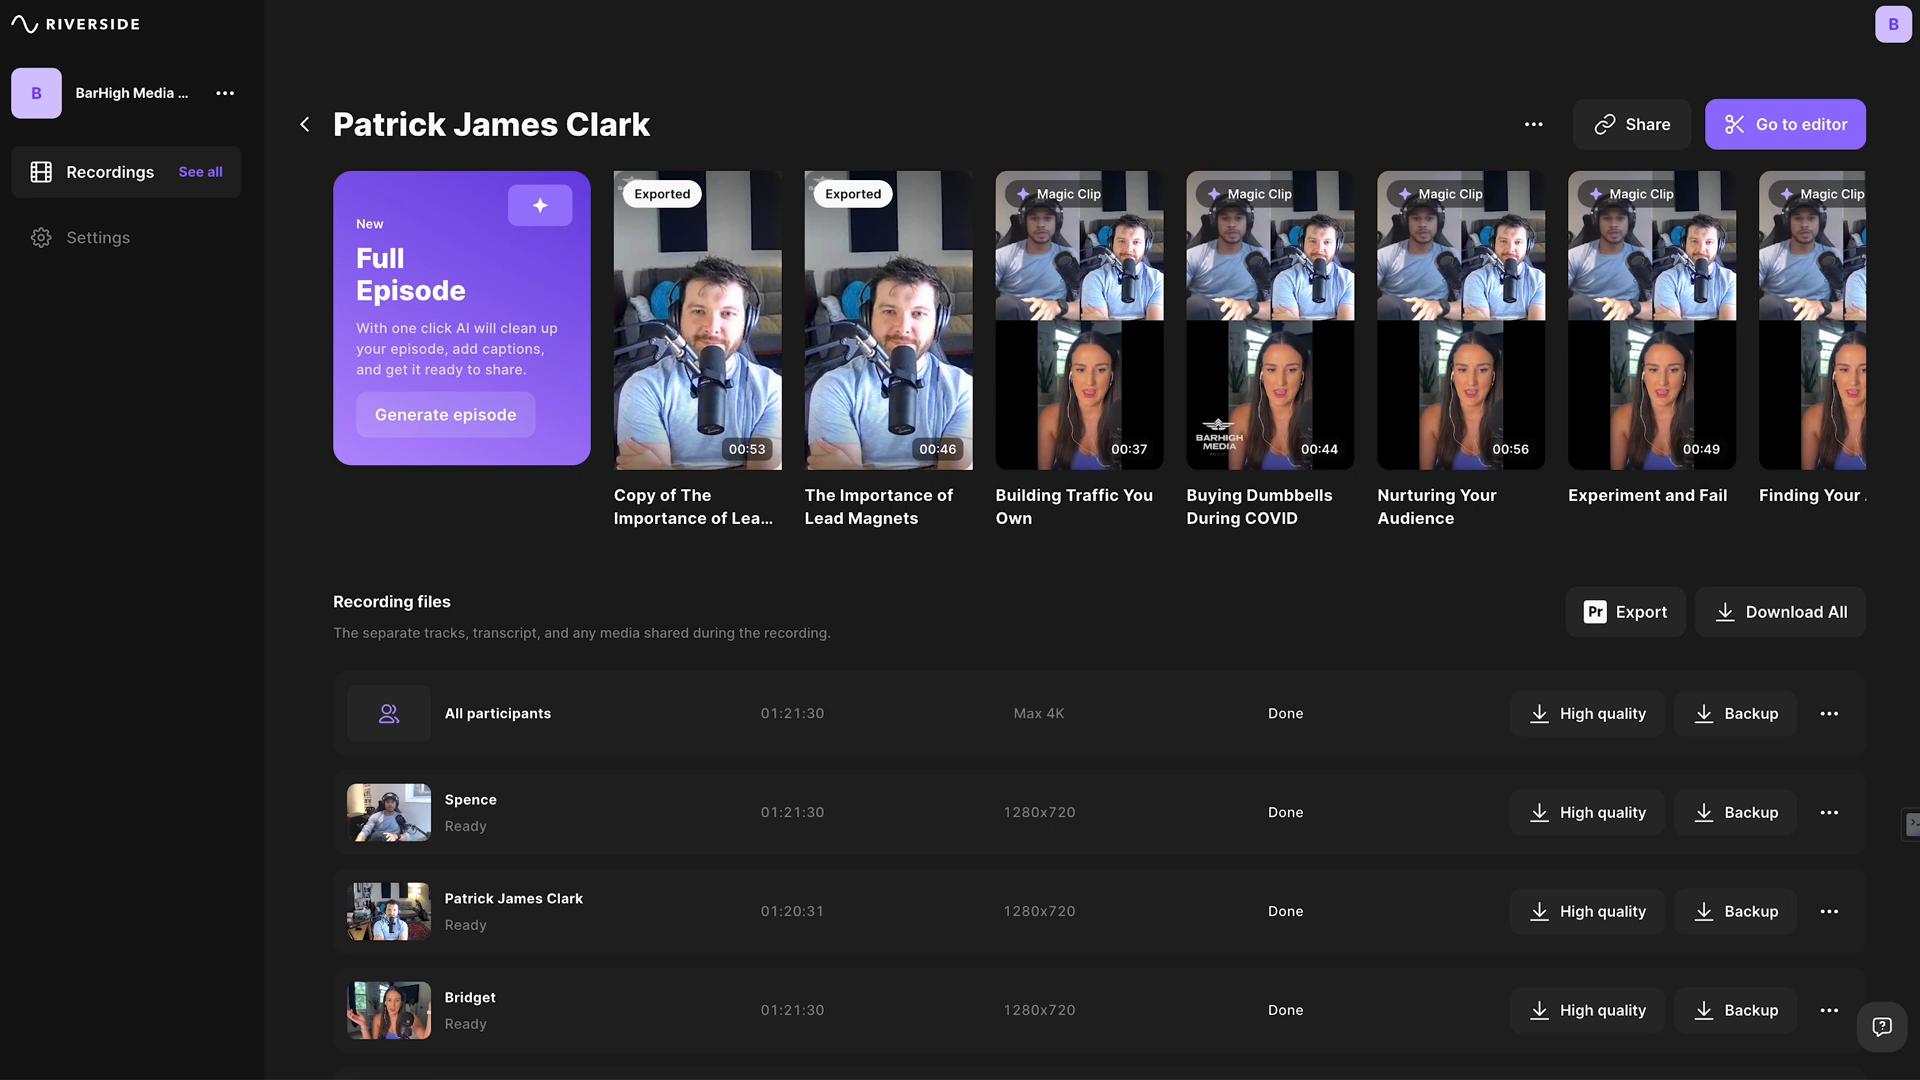 RIVERSIDE
B
B
BarHigh Media ...
Patrick James Clark
Share
Go to editor
Recordings
See all
Settings
New
Full
Episode
With one click AI will clean up
your episode, add captions,
and get it ready to share.
Generate episode
Exported
00:53
Copy of The
Importance of Lea...
Exported
00:46
The Importance of
Lead Magnets
Magic Clip
00:37
Building Traffic You
Own
Magic Clip
BARHIGH
MEDIA
00:44
Buying Dumbbells
During COVID
Magic Clip
00:56
Nurturing Your
Audience
Magic Clip
00:49
Experiment and Fail
Magic Clip
Finding Your
Recording files
The separate tracks, transcript, and any media shared during the recording.
Pr Export
Download All
All participants
01:21:30
Max 4K
Done
High quality
Backup
Spence
Ready
01:21:30
1280x720
Done
High quality
Backup
Patrick James Clark
Ready
01:20:31
1280x720
Done
High quality
Backup
Bridget
Ready
01:21:30
1280x720
Done
High quality
Backup